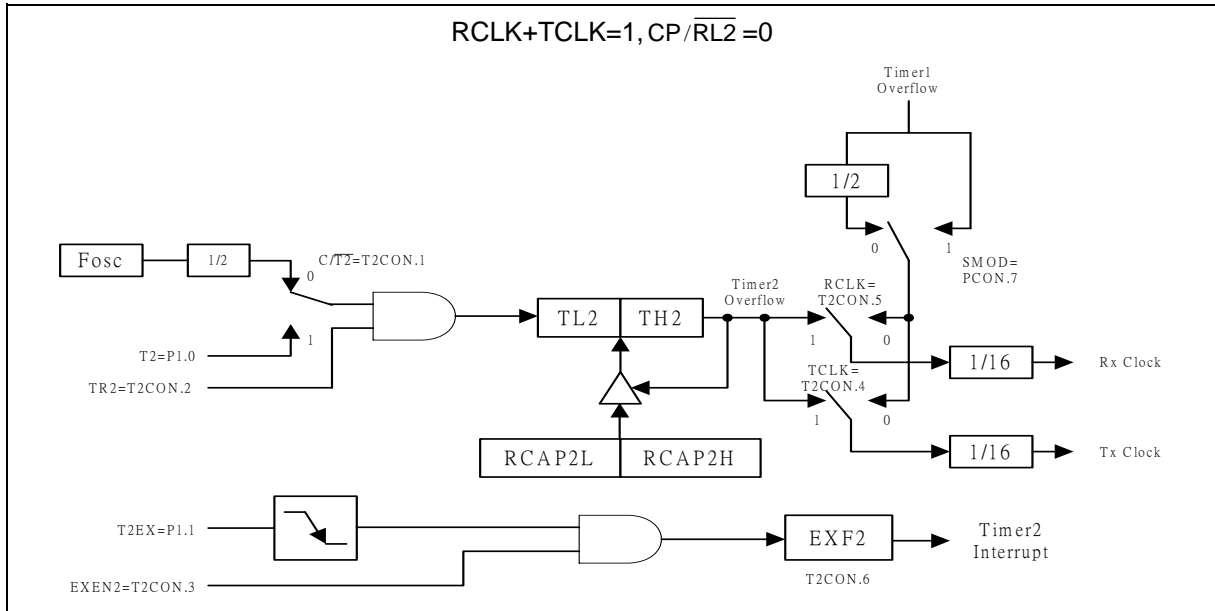 RCLK+TCLK=1, CP/RL2 =0
Timer1
Overflow
1/2
0
1
SMOD=
PCON.7
Fosc
1/2
C/T2=T2CON.1
0
1
T2=P1.0
TR2=T2CON.2
TL2
TH2
Timer2
Overflow
RCLK=
T2CON.5
1
0
1/16
Rx Clock
TCLK=
T2CON.4
1
0
1/16
Tx Clock
RCAP2L
RCAP2H
T2EX=P1.1
EXEN2=T2CON.3
EXF2
T2CON.6
Timer2
Interrupt